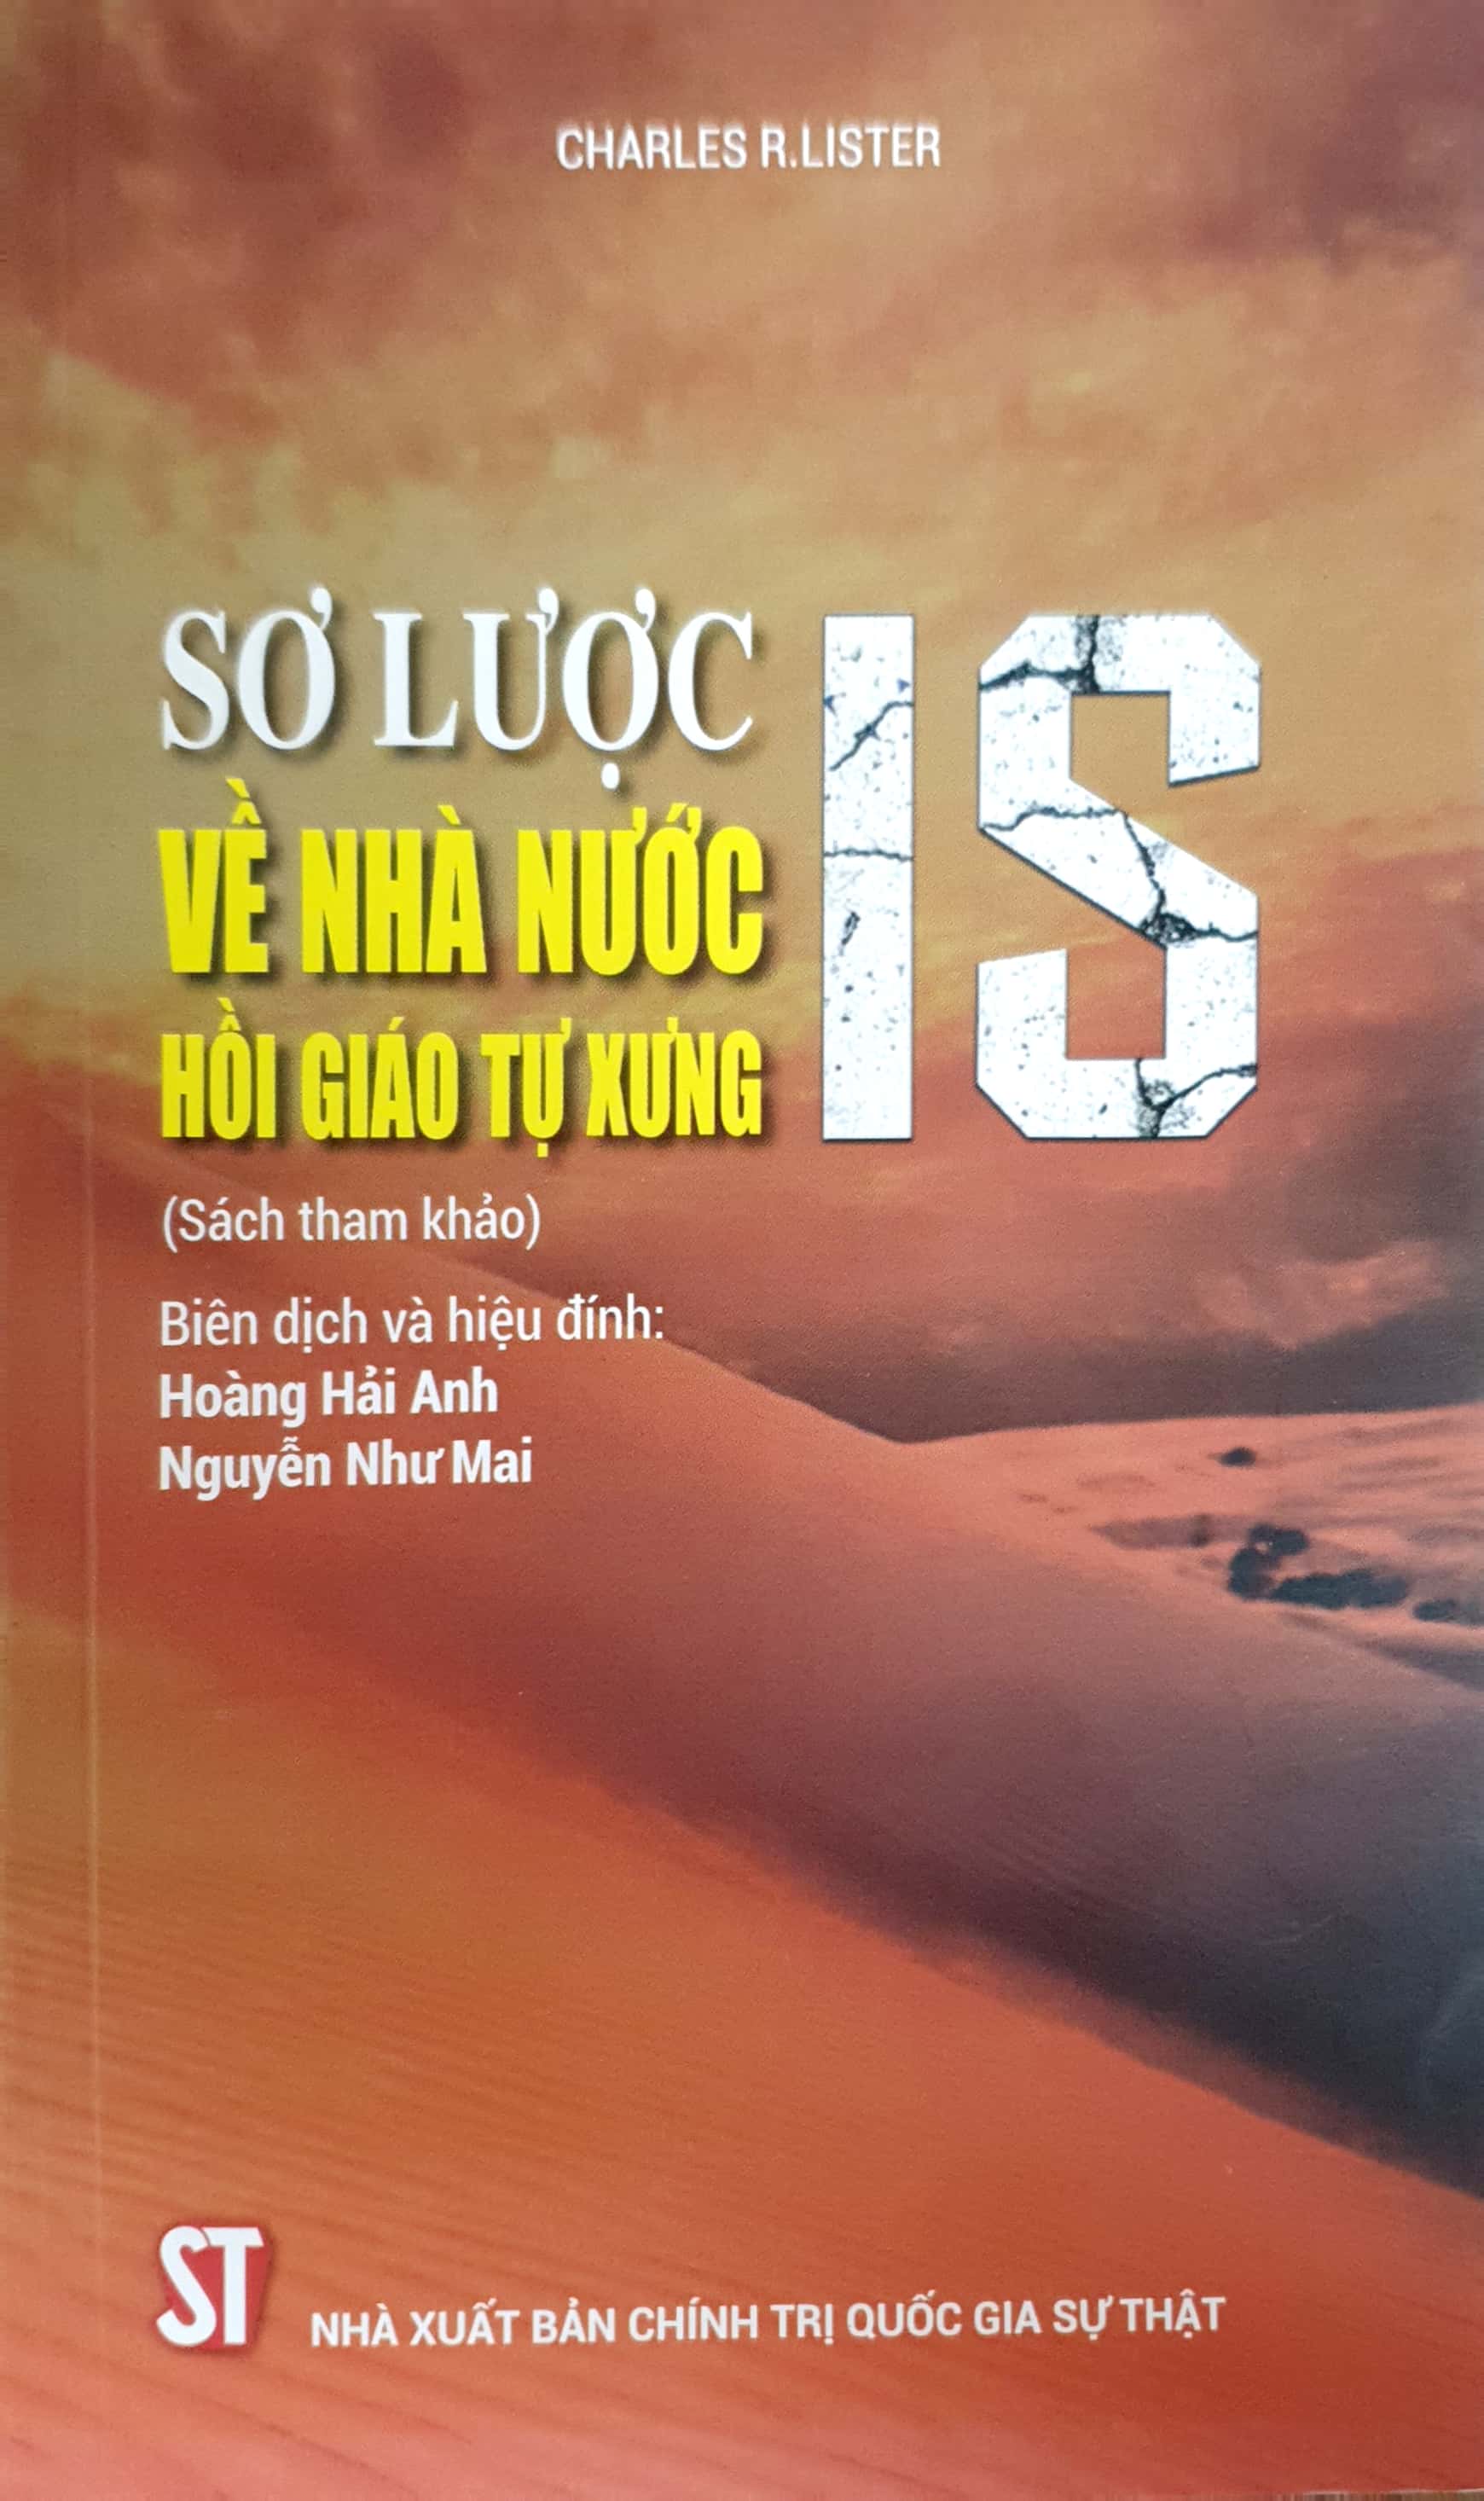 CHARLES R.LISTER
SƠ LƯỢC
VỀ NHÀ NƯỚC
HỒI GIÁO TỰ XƯNG
IS
(Sách tham khảo)
Biên dịch và hiệu đính:
Hoàng Hải Anh
Nguyễn Như Mai
ST
NHÀ XUẤT BẢN CHÍNH TRỊ QUỐC GIA SỰ THẬT